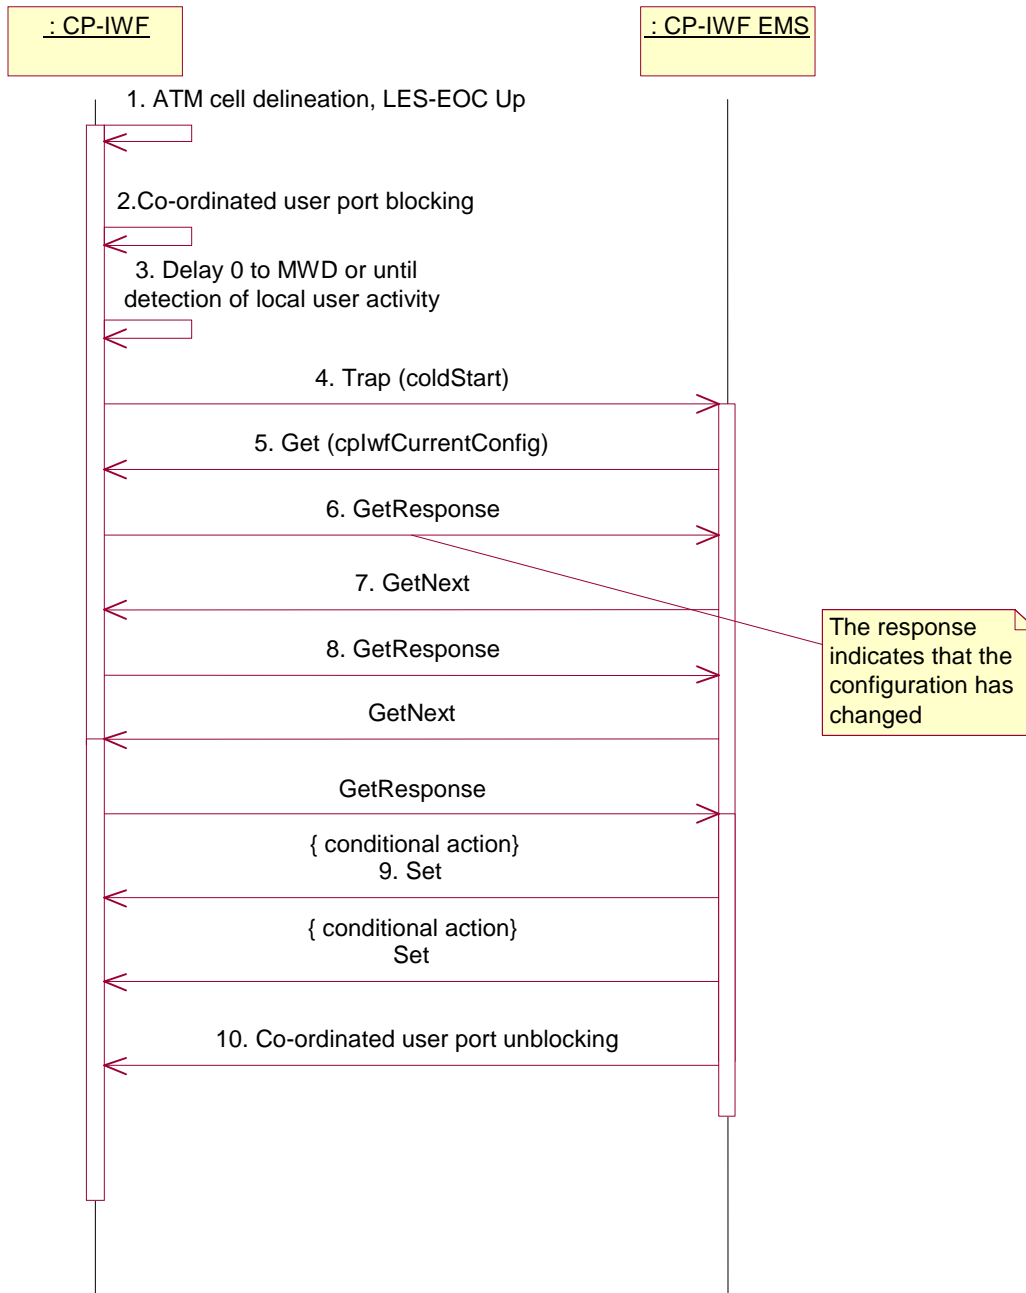 : CP-IWF
: CP-IWF EMS
1. ATM cell delineation, LES-EOC Up
2.Co-ordinated user port blocking
3. Delay 0 to MWD or until
detection of local user activity
4. Trap (coldStart)
5. Get (cpIwfCurrentConfig)
6. GetResponse
7. GetNext
The response
indicates that the
configuration has
changed
8. GetResponse
GetNext
GetResponse
{ conditional action}
9. Set
{ conditional action}
Set
10. Co-ordinated user port unblocking